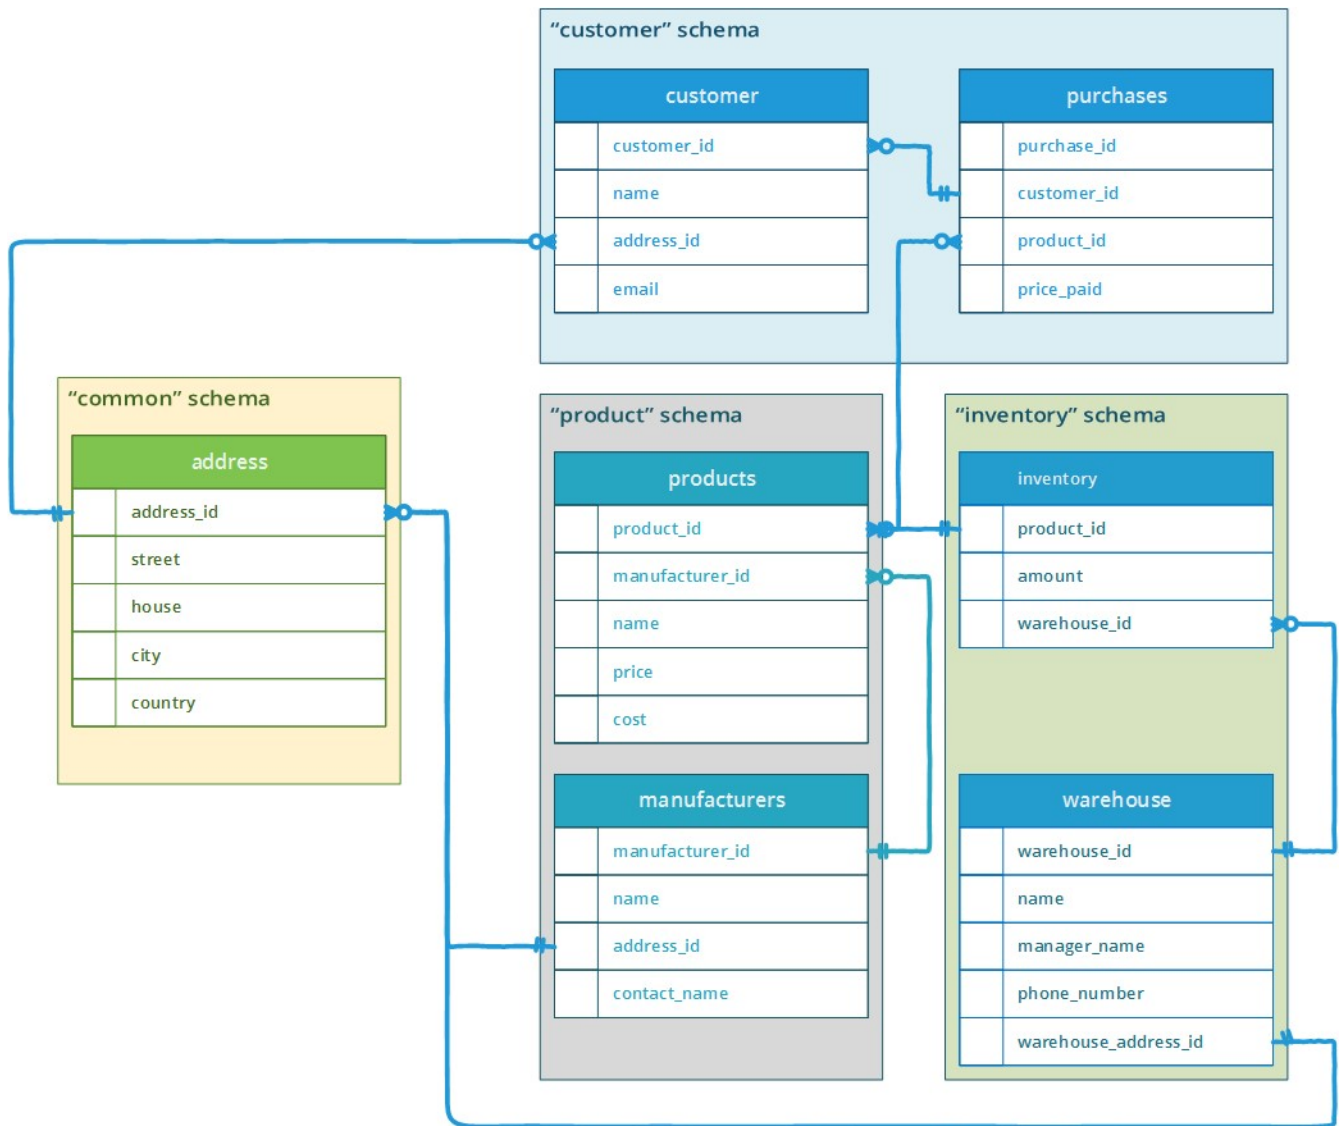 “customer” schema
customer
customer_id
name
address_id
email
purchases
purchase_id
customer_id
product_id
price_paid
“common” schema
address
address_id
street
house
city
country
“product” schema
products
product_id
manufacturer_id
name
price
cost
manufacturers
manufacturer_id
name
address_id
contact_name
“inventory” schema
inventory
product_id
amount
warehouse_id
warehouse
warehouse_id
name
manager_name
phone_number
warehouse_address_id